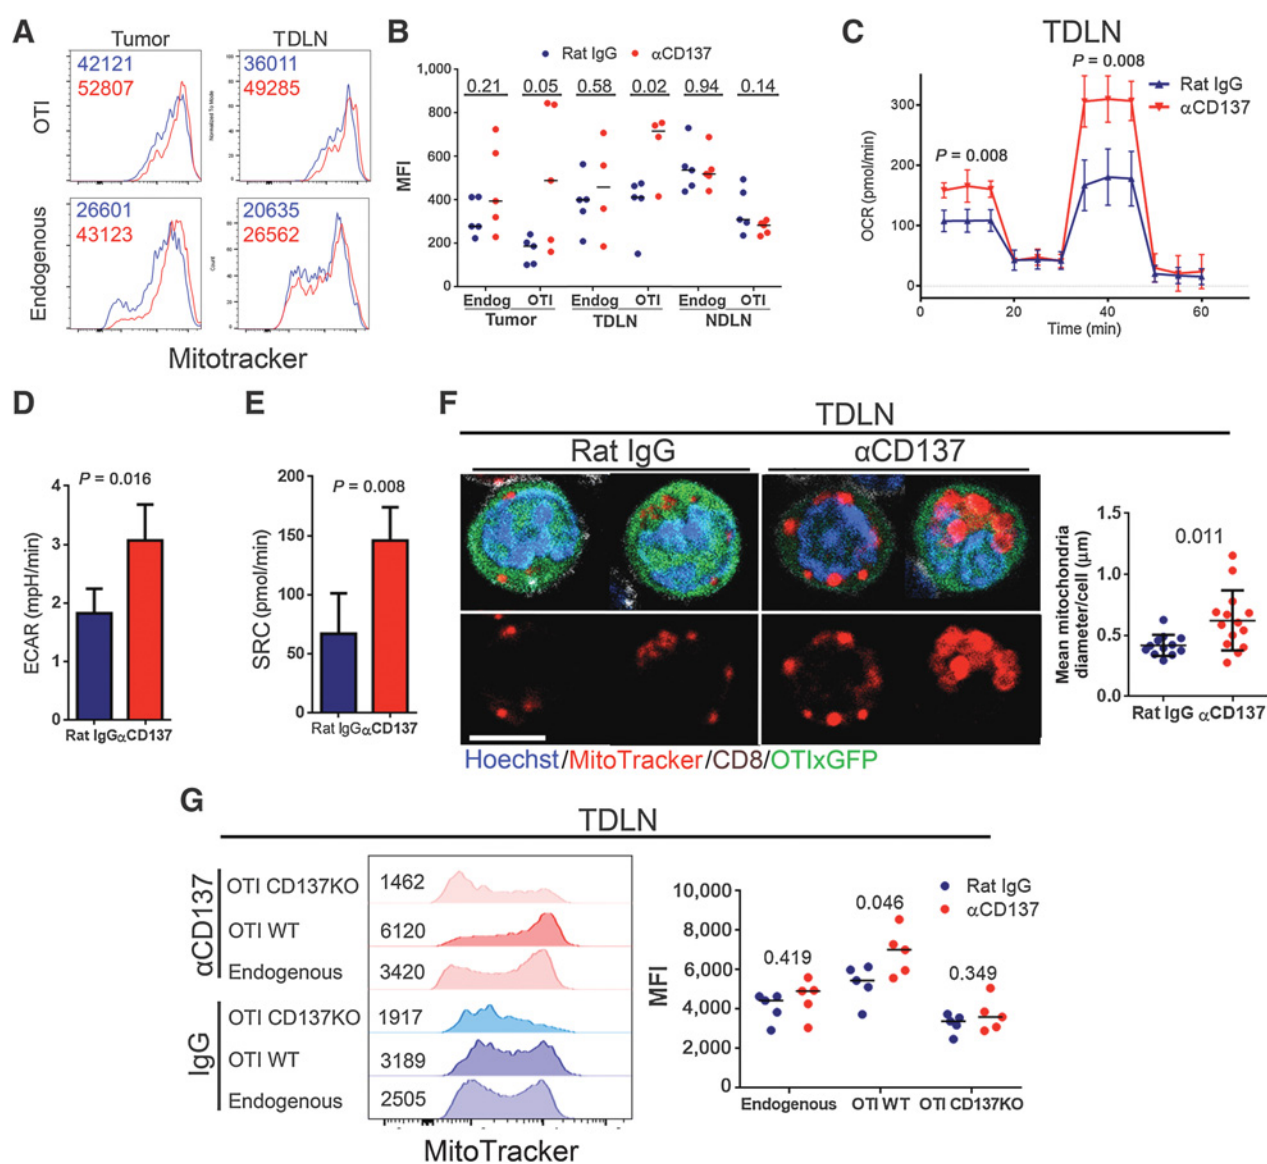 A
Tumor
TDLN
OTI
42121
52807
36011
49285
Normalized To Mode
Endogenous
26601
43123
20635
26562
Count
Mitotracker
B
Rat IgG
αCD137
MFI
1,000
800
600
400
200
0
0.21
0.05
0.58
0.02
0.94
0.14
Endog OTI Endog OTI Endog OTI
Tumor TDLN NDLN
C
TDLN
P = 0.008
P = 0.008
Rat IgG
αCD137
OCR (pmol/min)
300
200
100
0
0 20 40 60
Time (min)
D
P = 0.016
ECAR (mpH/min)
4
3
2
1
0
Rat IgG αCD137
E
P = 0.008
SRC (pmol/min)
200
150
100
50
0
Rat IgG αCD137
F
TDLN
Rat IgG
αCD137
Hoechst/MitoTracker/CD8/OTIxGFP
Mean mitochondria
diameter/cell (μm)
1.5
1.0
0.5
0.0
0.011
Rat IgG αCD137
G
TDLN
αCD137
OTI CD137KO 1462
OTI WT 6120
Endogenous 3420
IgG
OTI CD137KO 1917
OTI WT 3189
Endogenous 2505
MitoTracker
MFI
10,000
8,000
6,000
4,000
2,000
0
Rat IgG
αCD137
0.419
0.046
0.349
Endogenous OTI WT OTI CD137KO